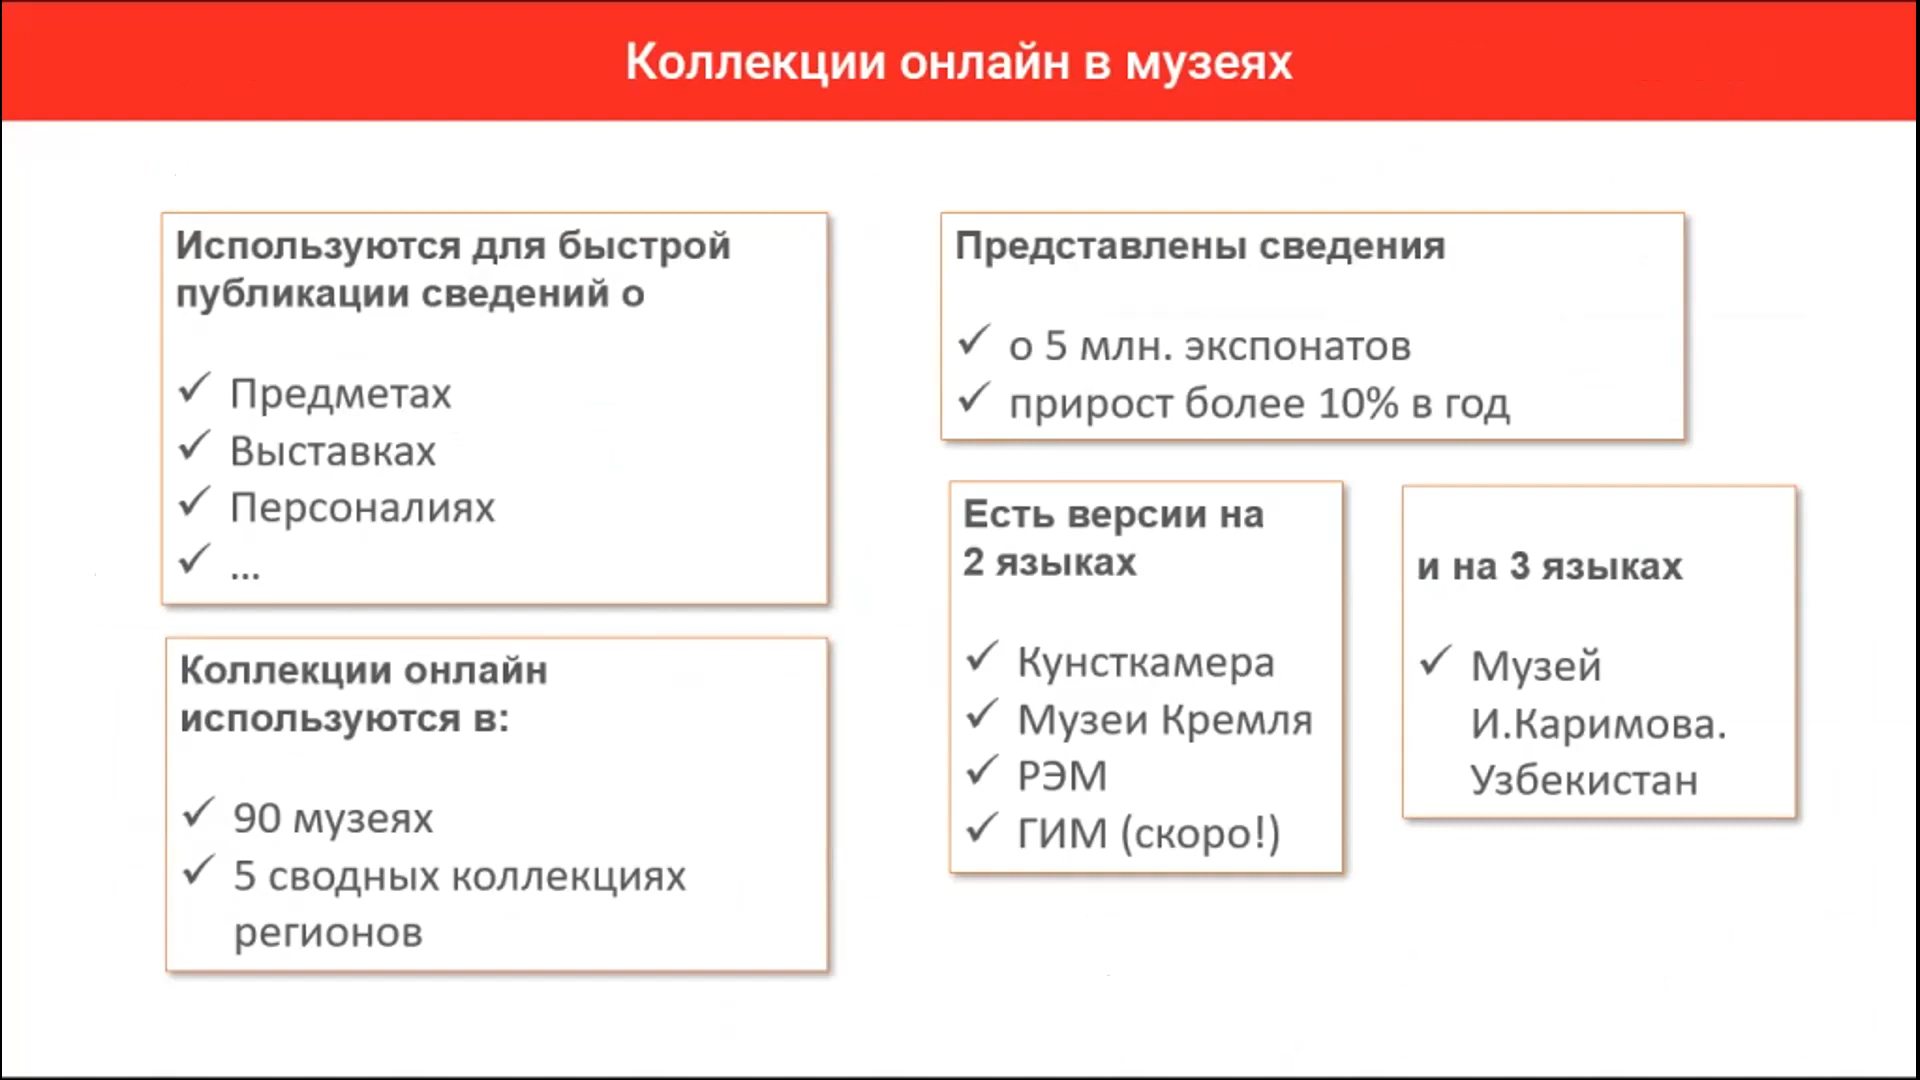 Коллекции онлайн в музеях
Используются для быстрой
публикации сведений о
✓ Предметах
✓ Выставках
✓ Персоналиях
✓ ...
Коллекции онлайн
используются в:
✓ 90 музеях
✓ 5 сводных коллекциях
регионов
Представлены сведения
✓ о 5 млн. экспонатов
✓ прирост более 10% в год
Есть версии на
2 языках
✓ Кунсткамера
✓ Музеи Кремля
✓ РЭМ
✓ ГИМ (скоро!)
и на 3 языках
✓ Музей
И.Каримова.
Узбекистан